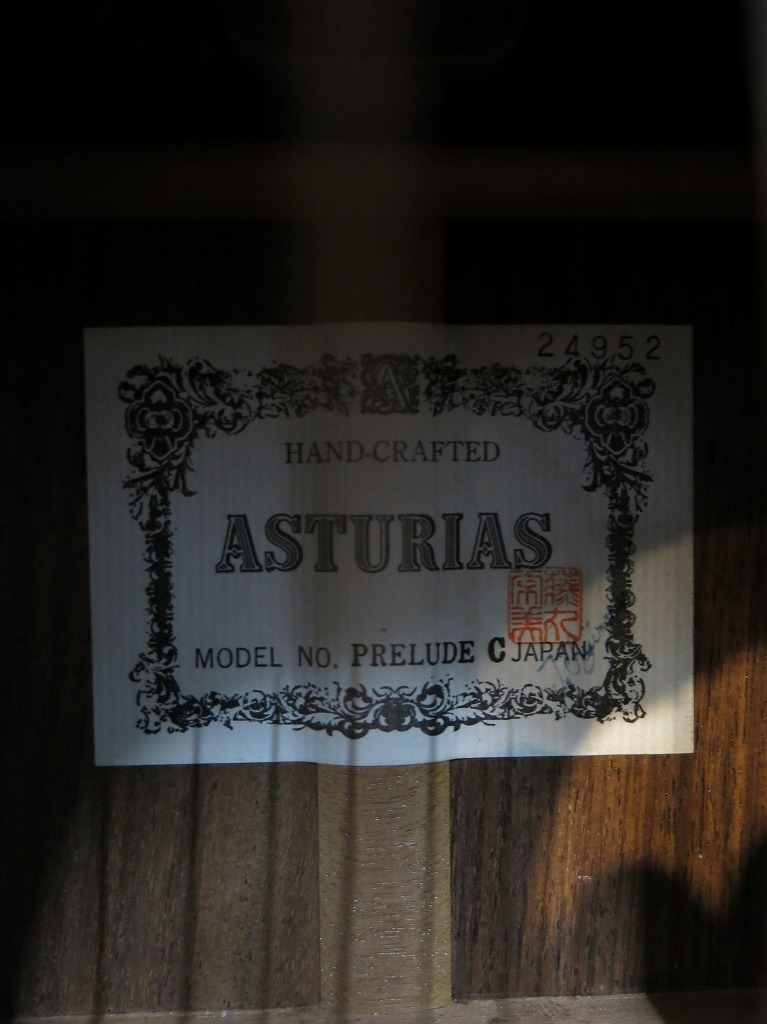 24952
A
HAND-CRAFTED
ASTURIAS
MODEL NO. PRELUDE C JAPAN